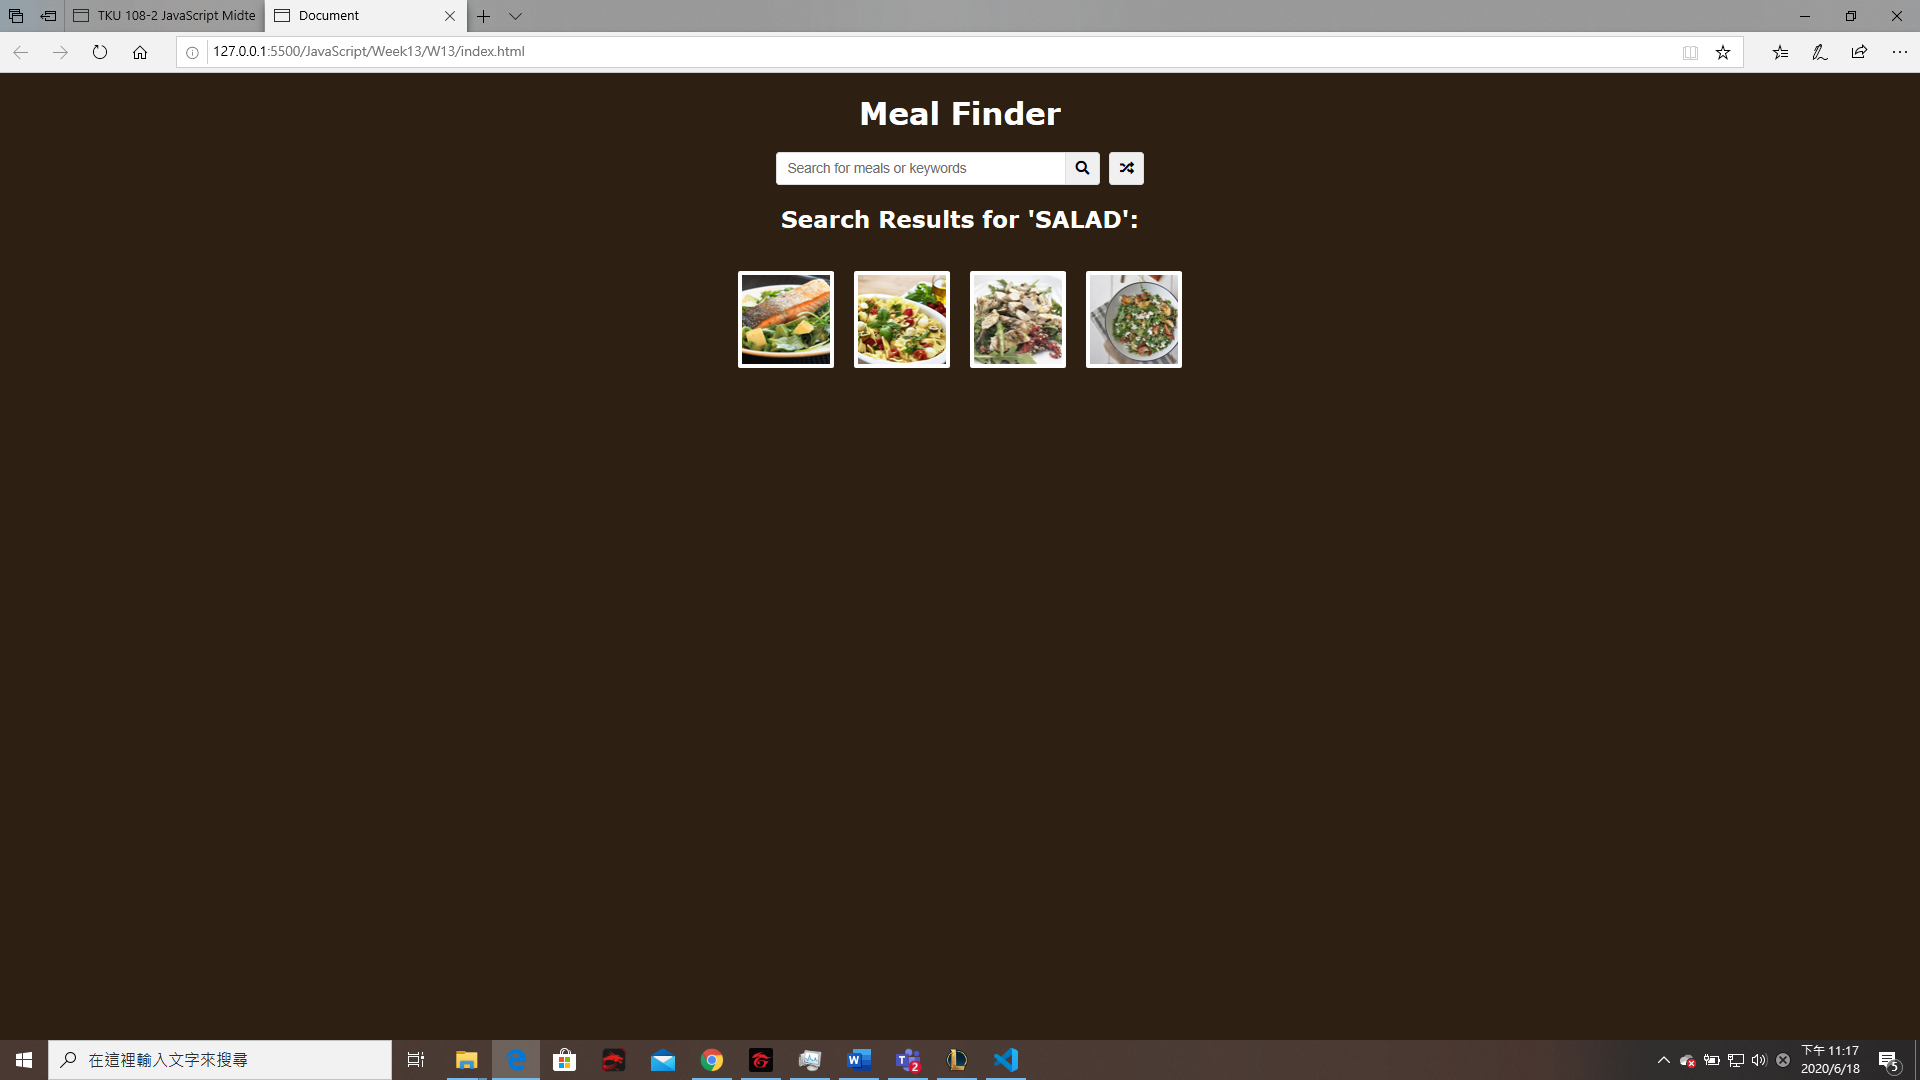 TKU 108-2 JavaScript Midte
Document
127.0.0.1:5500/JavaScript/Week13/W13/index.html
Meal Finder
Search for meals or keywords
Search Results for 'SALAD':
在這裡輸入文字來搜尋
W
T
2
下午 11:17
2020/6/18
5